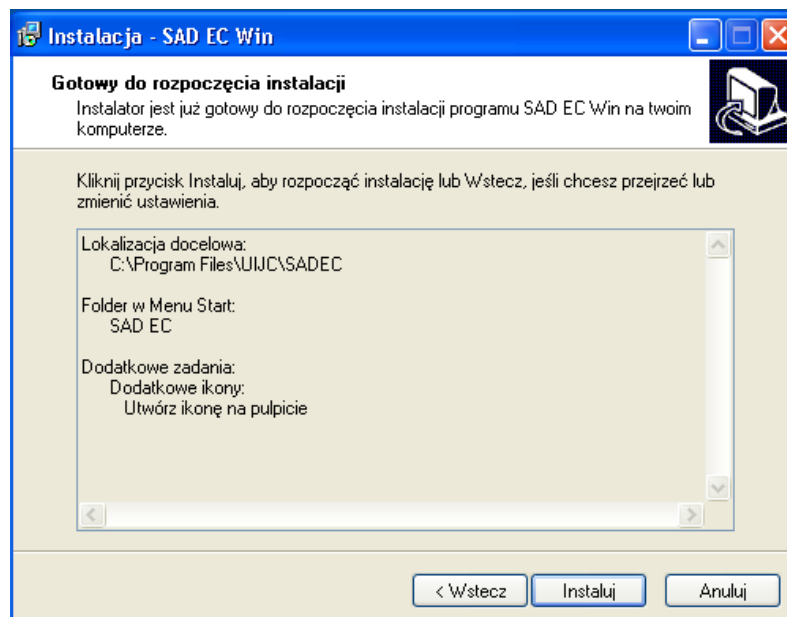 Instalacja - SAD EC Win
Gotowy do rozpoczęcia instalacji
Instalator jest już gotowy do rozpoczęcia instalacji programu SAD EC Win na twoim
komputerze.
Kliknij przycisk Instaluj, aby rozpocząć instalację lub Wstecz, jeśli chcesz przejrzeć lub
zmienić ustawienia.
Lokalizacja docelowa:
C:\Program Files\UIJC\SADEC
Folder w Menu Start:
SAD EC
Dodatkowe zadania:
Dodatkowe ikony:
Utwórz ikonę na pulpicie
< Wstecz
Instaluj
Anuluj